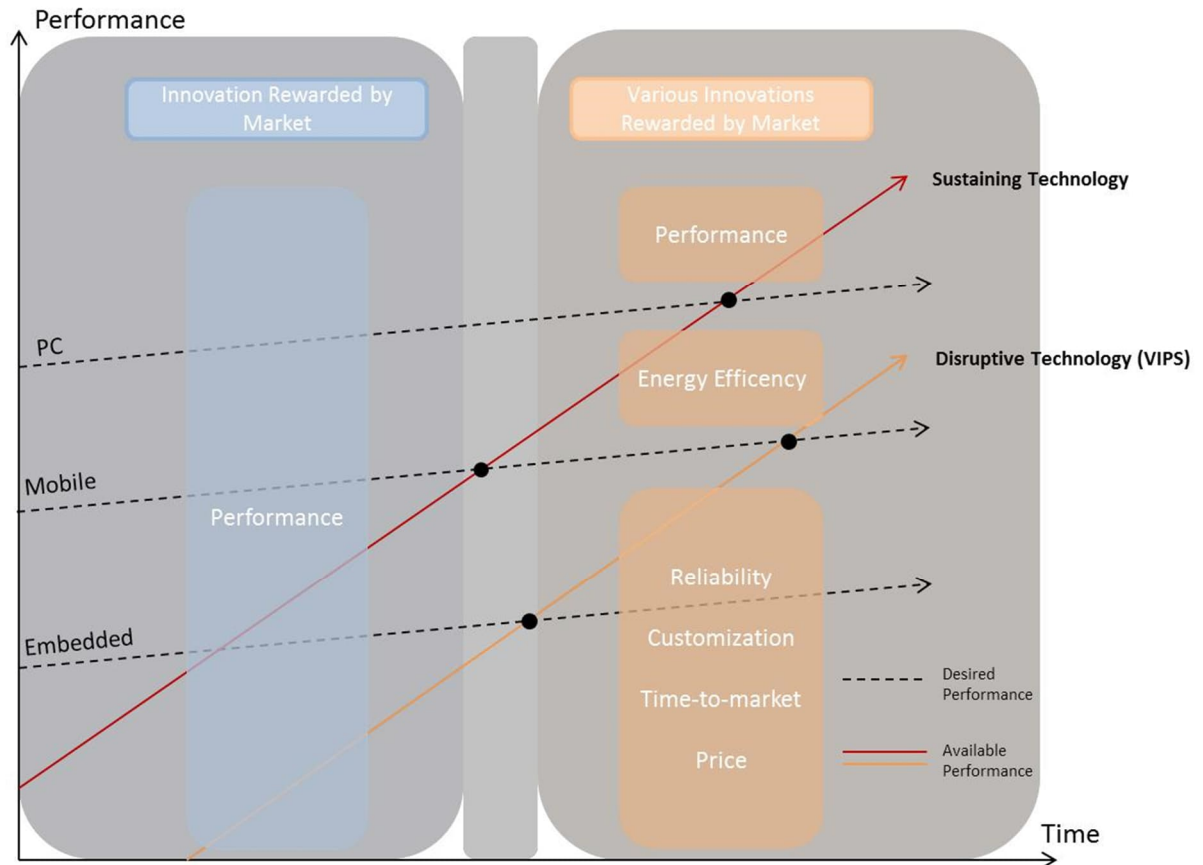 Performance
Innovation Rewarded by
Market
Various Innovations
Rewarded by Market
Sustaining Technology
Performance
PC
Energy Efficency
Disruptive Technology (VIPS)
Mobile
Performance
Reliability
Embedded
Customization
Desired
Performance
Time-to-market
Price
Available
Performance
Time